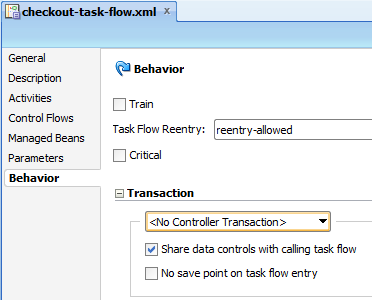 checkout-task-flow.xml x
General
Description
Activities
Control Flows
Managed Beans
Parameters
Behavior
Behavior
Train
Task Flow Reentry: reentry-allowed
Critical
Transaction
<No Controller Transaction>
Share data controls with calling task flow
No save point on task flow entry